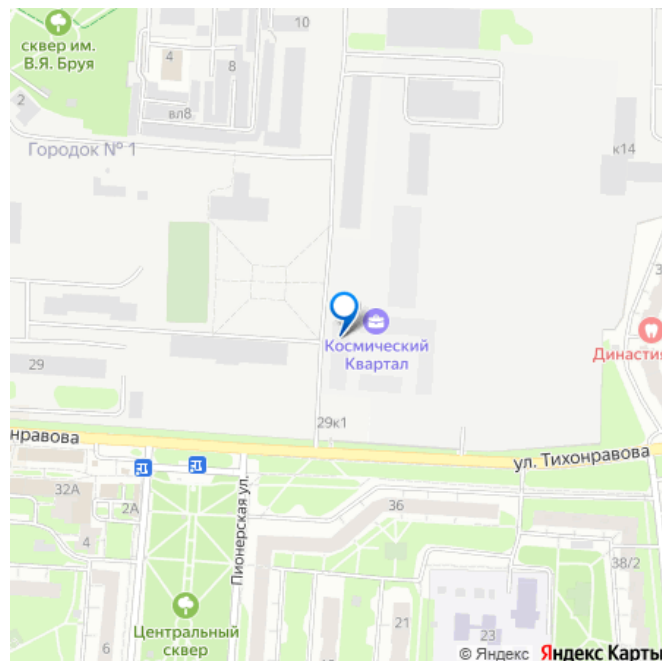 10
сквер им.
В.Я. Бруя
4
8
2
вл8
Городок № 1
к14
3
Космический
Квартал
Династия
29
29к1
нравова
ул. Тихонравова
32А
2А
Пионерская ул.
36
4
38/2
6
Центральный
сквер
21
23
© Яндекс Яндекс Карты